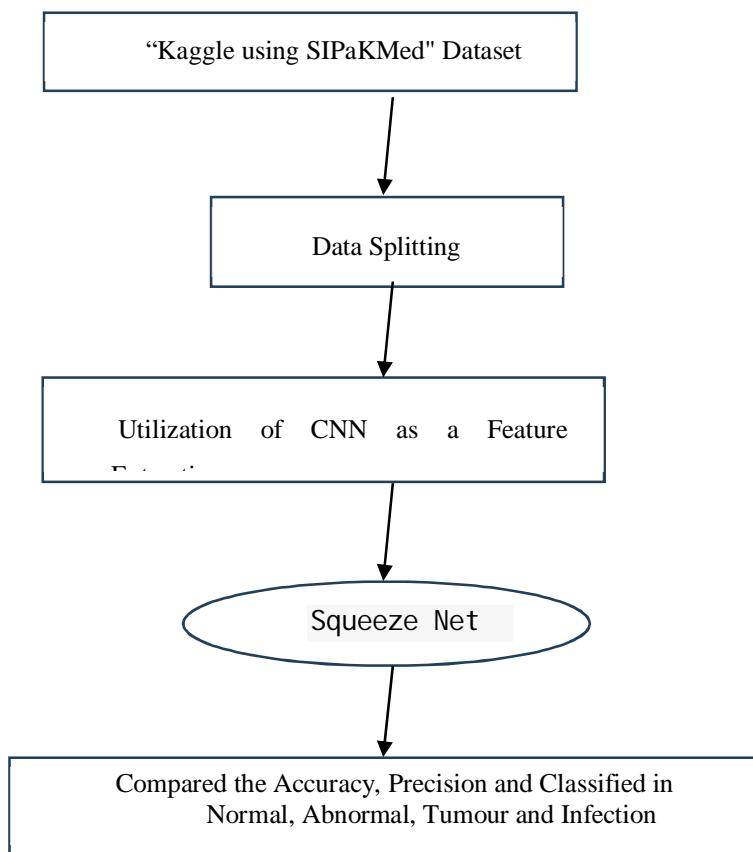 “Kaggle using SIPaKMed" Dataset
Data Splitting
Utilization of CNN as a Feature
Squeeze Net
Compared the Accuracy, Precision and Classified in
Normal, Abnormal, Tumour and Infection